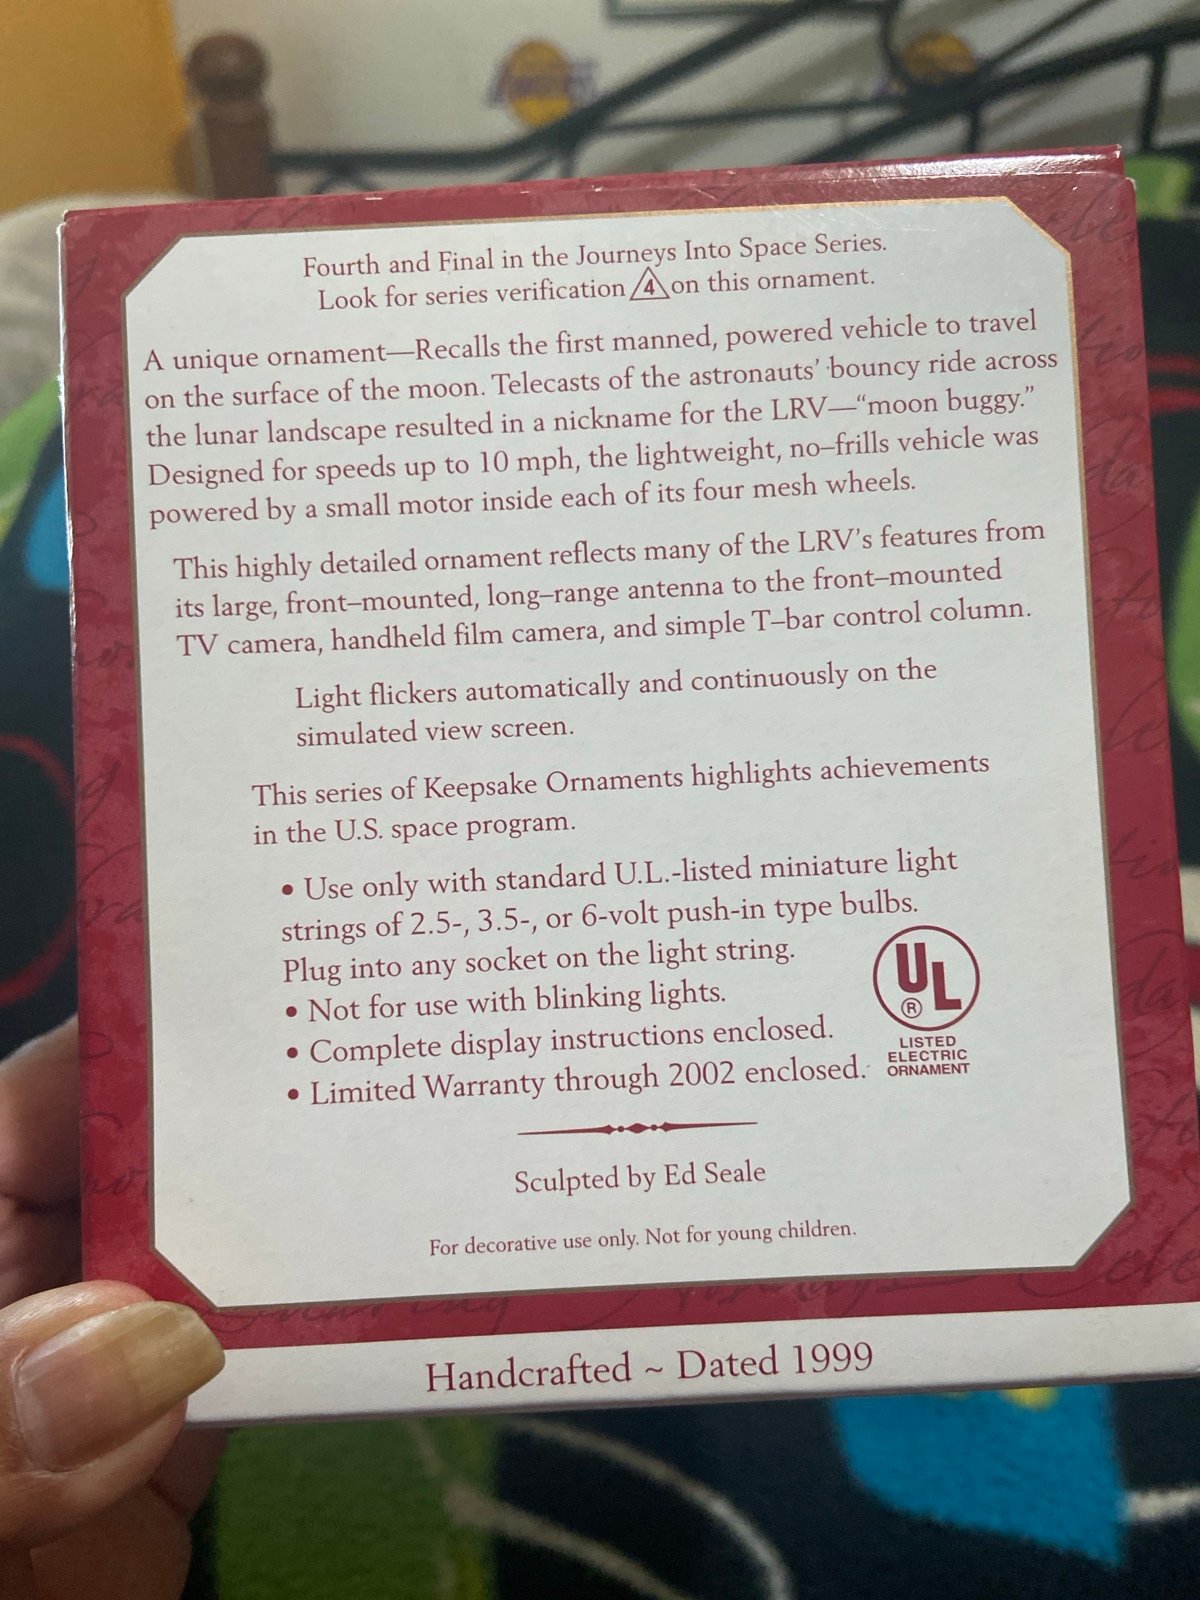 Fourth and Final in the Journeys Into Space Series.
Look for series verification 4 on this ornament.
A unique ornament—Recalls the first manned, powered vehicle to travel
on the surface of the moon. Telecasts of the astronauts’ bouncy ride across
the lunar landscape resulted in a nickname for the LRV—“moon buggy.”
Designed for speeds up to 10 mph, the lightweight, no–frills vehicle was
powered by a small motor inside each of its four mesh wheels.
This highly detailed ornament reflects many of the LRV’s features from
its large, front–mounted, long–range antenna to the front–mounted
TV camera, handheld film camera, and simple T–bar control column.
Light flickers automatically and continuously on the
simulated view screen.
This series of Keepsake Ornaments highlights achievements
in the U.S. space program.
• Use only with standard U.L.-listed miniature light
strings of 2.5-, 3.5-, or 6-volt push-in type bulbs.
Plug into any socket on the light string.
• Not for use with blinking lights.
• Complete display instructions enclosed.
• Limited Warranty through 2002 enclosed.
UL
®
LISTED
ELECTRIC
ORNAMENT
Sculpted by Ed Seale
For decorative use only. Not for young children.
Handcrafted ~ Dated 1999